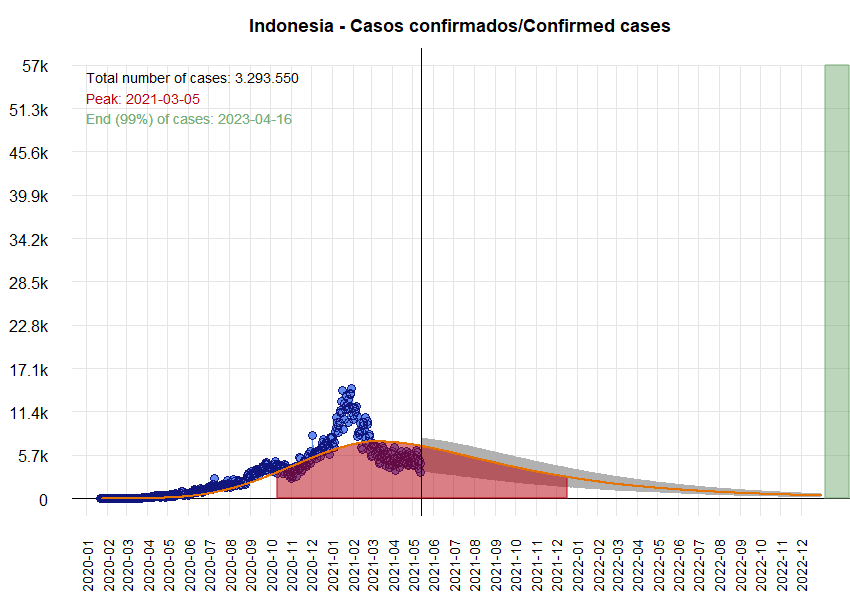 Indonesia - Casos confirmados/Confirmed cases
57k
Total number of cases: 3.293.550
Peak: 2021-03-05
51.3k
End (99%) of cases: 2023-04-16
45.6k
39.9k
34.2k
28.5k
22.8k
17.1k
11.4k
5.7k
0
2020-01
2020-02
2020-03
2020-04
2020-05
2020-06
2020-07
2020-08
2020-09
2020-10
2020-11
2020-12
2021-01
2021-02
2021-03
2021-04
2021-05
2021-06
2021-07
2021-08
2021-09
2021-10
2021-11
2021-12
2022-01
2022-02
2022-03
2022-04
2022-05
2022-06
2022-07
2022-08
2022-09
2022-10
2022-11
2022-12